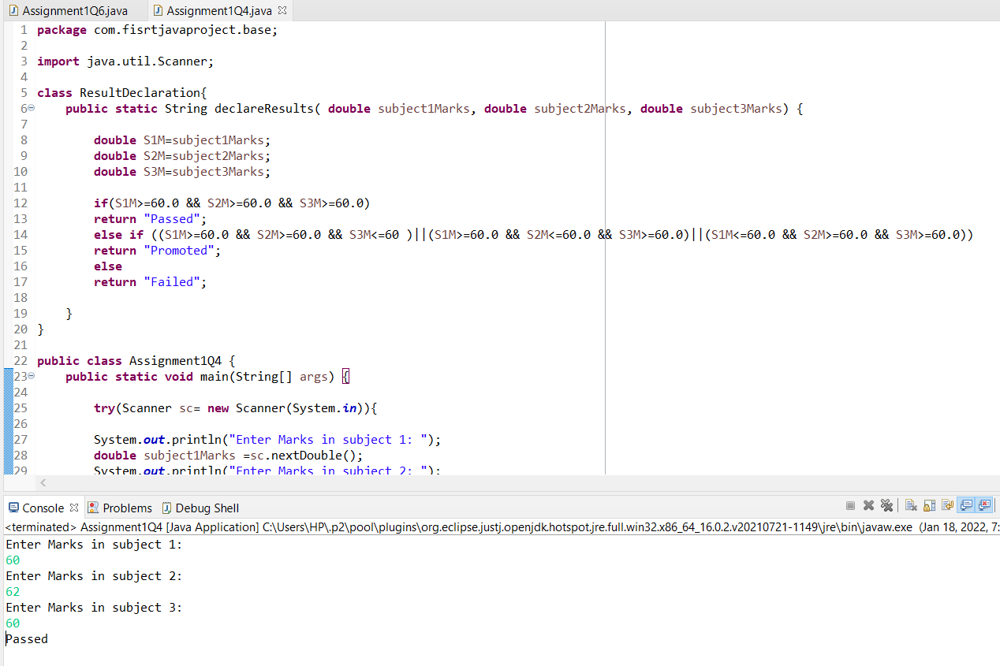 Assignment1Q6.java Assignment1Q4.java
1 package com.fisrtjavaproject.base;
2
3 import java.util.Scanner;
4
5 class ResultDeclaration{
6 public static String declareResults( double subject1Marks, double subject2Marks, double subject3Marks) {
7
8 double S1M=subject1Marks;
9 double S2M=subject2Marks;
10 double S3M=subject3Marks;
11
12 if(S1M>=60.0 && S2M>=60.0 && S3M>=60.0)
13 return "Passed";
14 else if ((S1M>=60.0 && S2M>=60.0 && S3M<=60 )||(S1M>=60.0 && S2M<=60.0 && S3M>=60.0)||(S1M<=60.0 && S2M>=60.0 && S3M>=60.0))
15 return "Promoted";
16 else
17 return "Failed";
18
19 }
20 }
21
22 public class Assignment1Q4 {
23 public static void main(String[] args) {
24
25 try(Scanner sc= new Scanner(System.in)){
26
27 System.out.println("Enter Marks in subject 1: ");
28 double subject1Marks =sc.nextDouble();
29 System.out.println("Enter Marks in subject 2: ");
Console Problems Debug Shell
<terminated> Assignment1Q4 [Java Application] C:\Users\HP\.p2\pool\plugins\org.eclipse.justj.openjdk.hotspot.jre.full.win32.x86_64_16.0.2.v20210721-1149\jre\bin\javaw.exe (Jan 18, 2022, 7:
Enter Marks in subject 1:
60
Enter Marks in subject 2:
62
Enter Marks in subject 3:
60
Passed